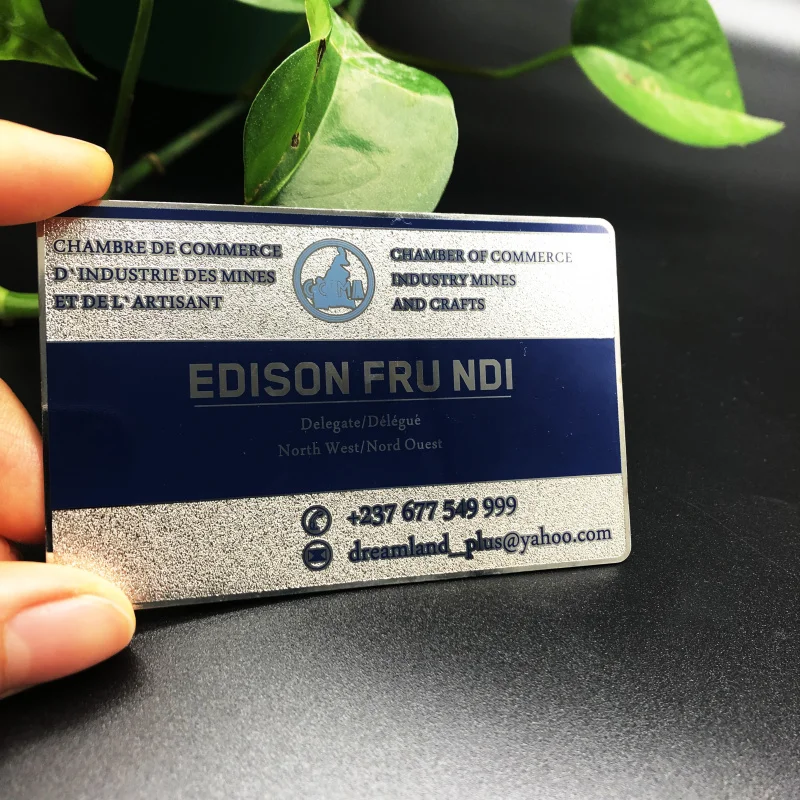 CHAMBRE DE COMMERCE
D'INDUSTRIE DES MINES
ET DE L' ARTISANT
CCIMA
CHAMBER OF COMMERCE
INDUSTRY MINES
AND CRAFTS
EDISON FRU NDI
Delegate/Délégué
North West/Nord Ouest
+237 677 549 999
dreamland_plus@yahoo.com